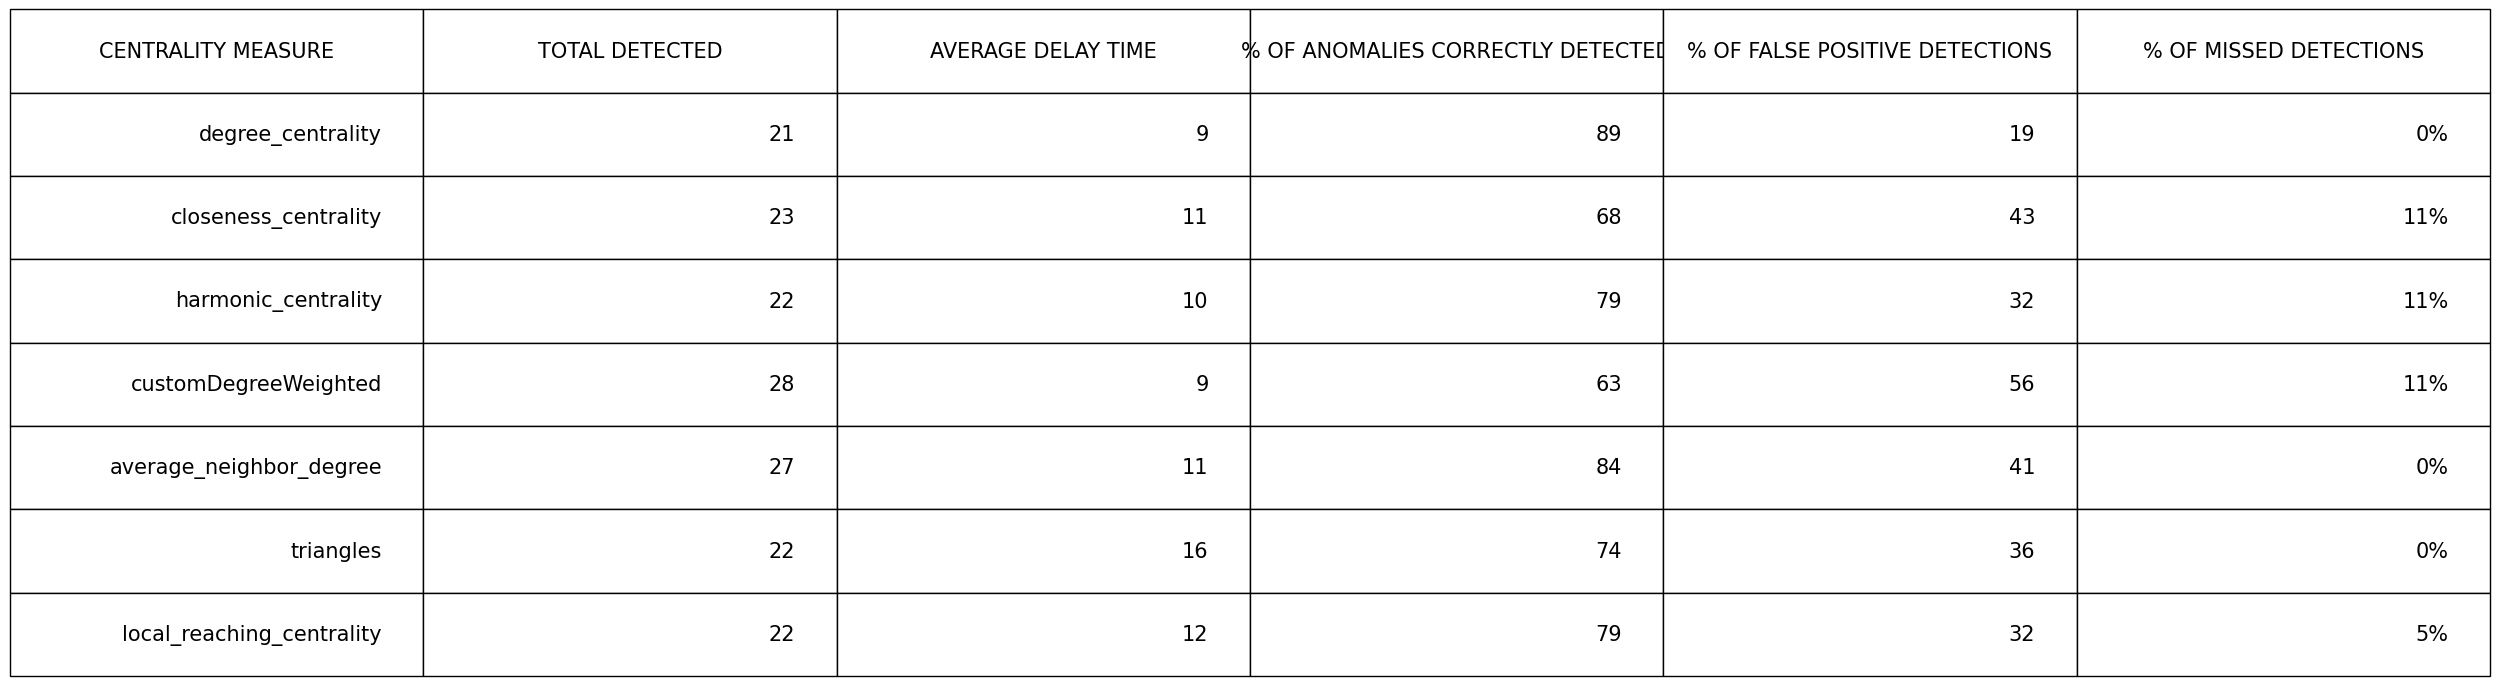 CENTRALITY MEASURE TOTAL DETECTED AVERAGE DELAY TIME % OF ANOMALIES CORRECTLY DETECTED % OF FALSE POSITIVE DETECTIONS % OF MISSED DETECTIONS
degree_centrality 21 9 89 19 0%
closeness_centrality 23 11 68 43 11%
harmonic_centrality 22 10 79 32 11%
customDegreeWeighted 28 9 63 56 11%
average_neighbor_degree 27 11 84 41 0%
triangles 22 16 74 36 0%
local_reaching_centrality 22 12 79 32 5%